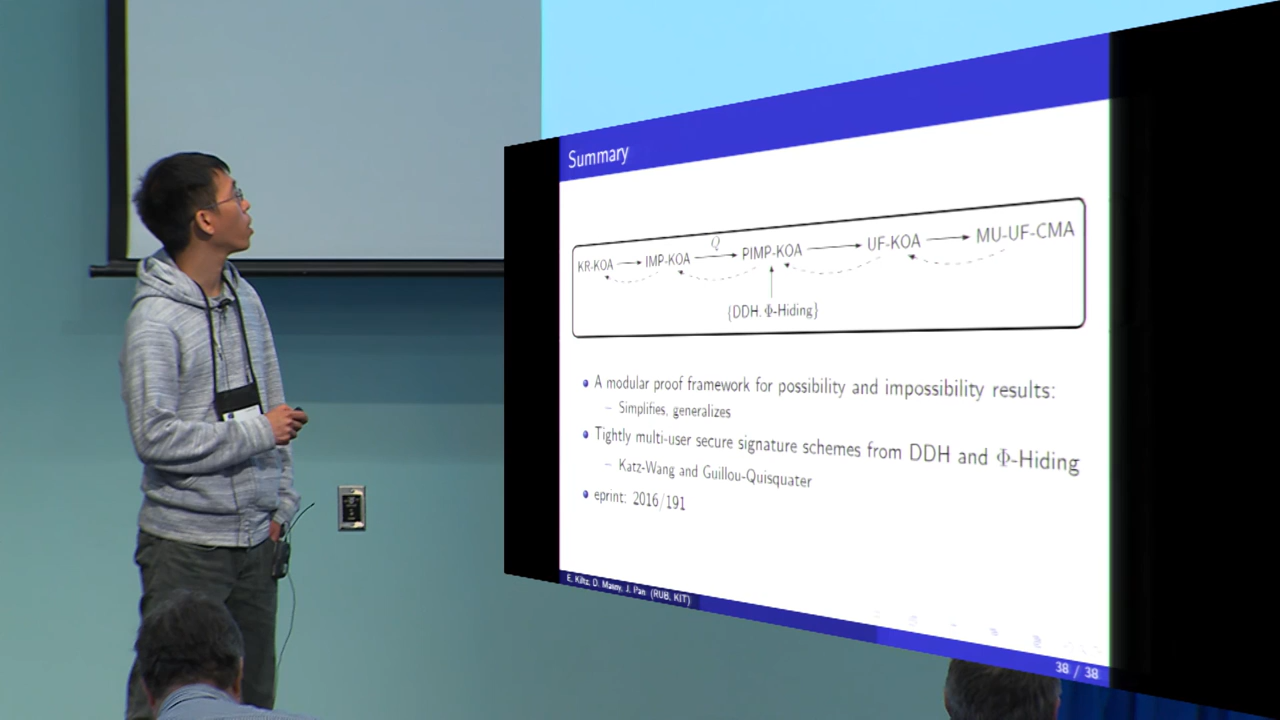 Summary
Q
KR-KOA IMP-KOA PIMP-KOA UF-KOA MU-UF-CMA
{DDH, Φ-Hiding}
A modular proof framework for possibility and impossibility results:
– Simplifies, generalizes
Tightly multi-user secure signature schemes from DDH and Φ-Hiding
– Katz-Wang and Guillou-Quisquater
eprint: 2016/191
E. Kiltz, D. Masny, J. Pan (RUB, KIT)
38 / 38